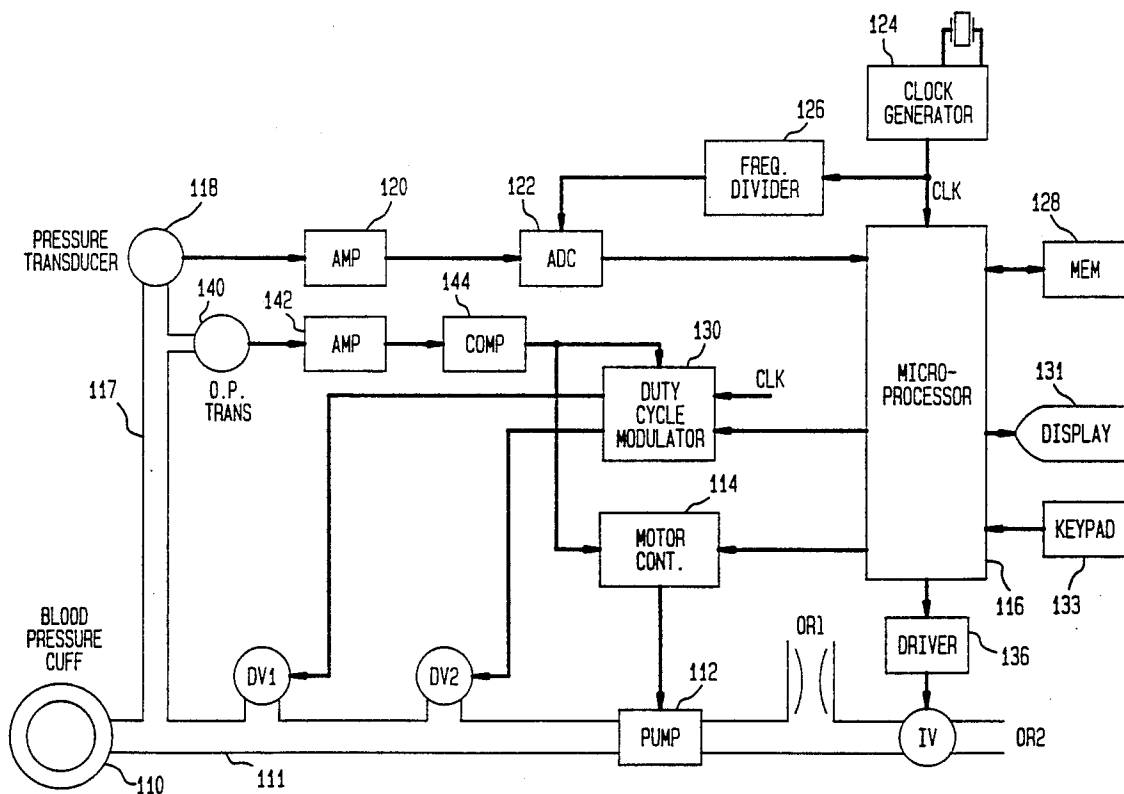 124
CLOCK
GENERATOR
126
FREQ.
DIVIDER
CLK
118
120
122
128
PRESSURE
TRANSDUCER
AMP
ADC
MEM
140
142
144
AMP
COMP
130
O.P.
TRANS
117
DUTY
CYCLE
MODULATOR
CLK
MICRO-
PROCESSOR
131
DISPLAY
114
MOTOR
CONT.
KEYPAD
116
133
BLOOD
PRESSURE
CUFF
OR1
DRIVER
136
DV1
DV2
112
PUMP
IV
OR2
110
111